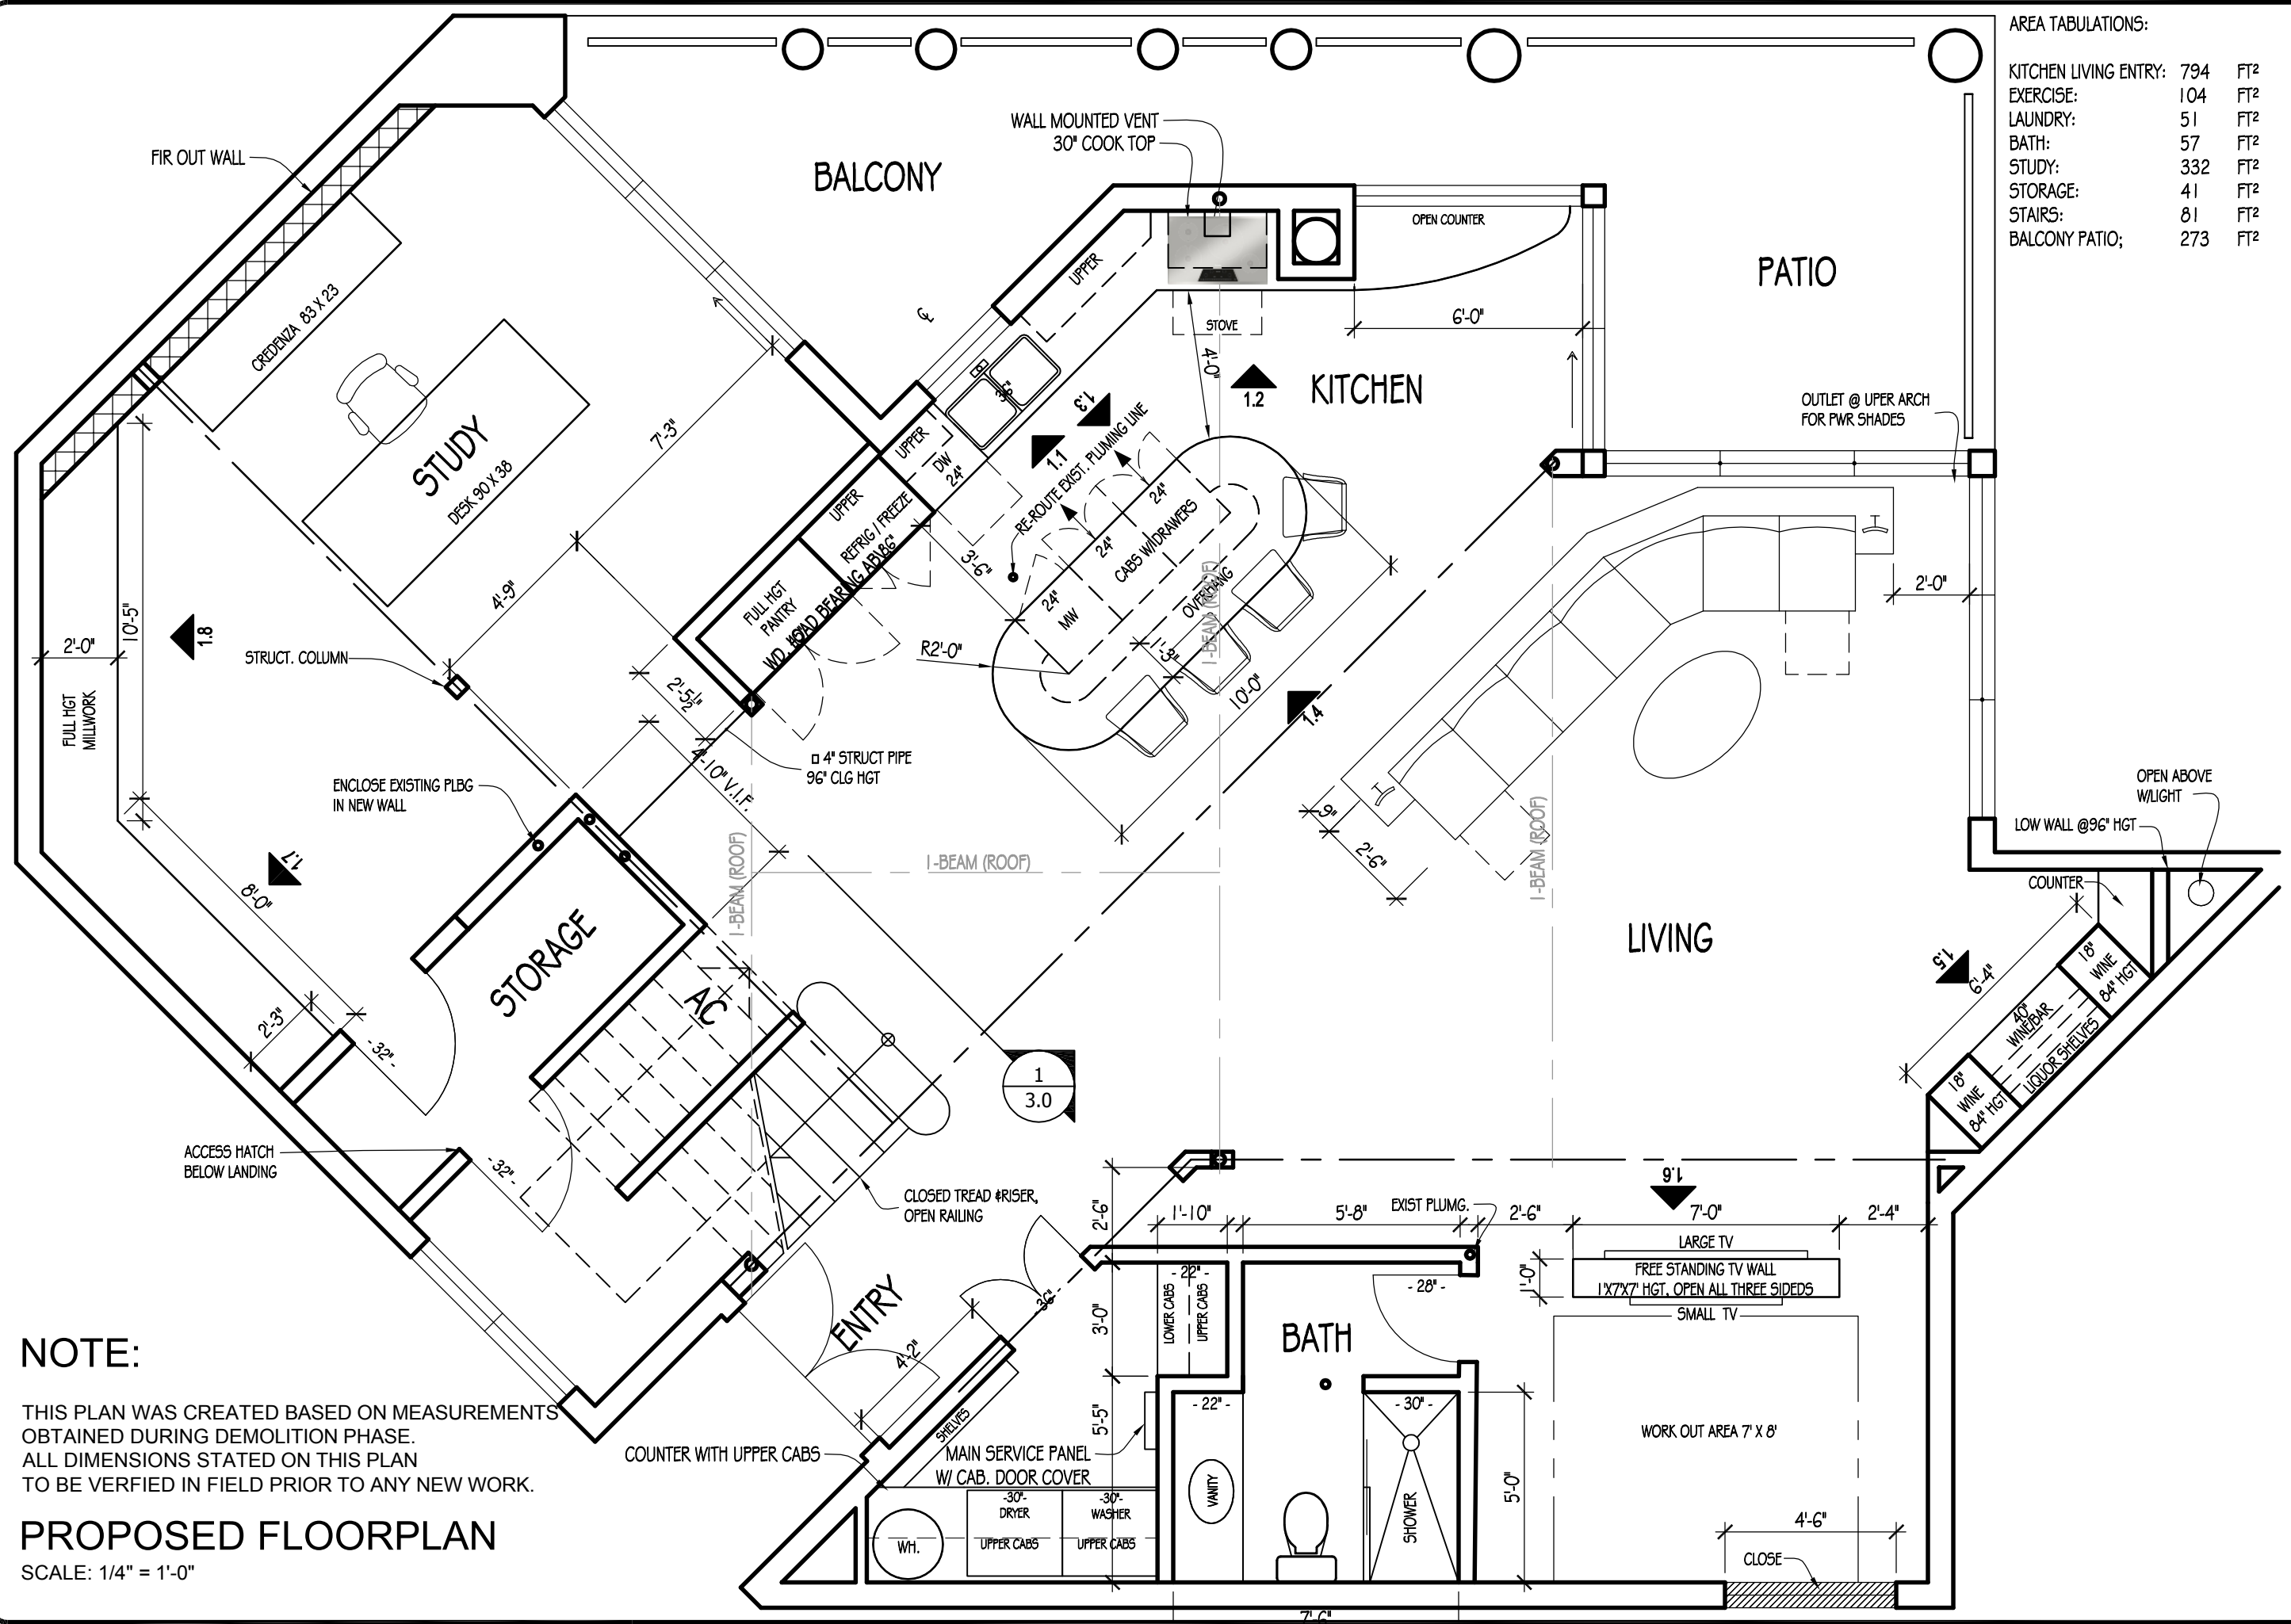 AREA TABULATIONS:
KITCHEN LIVING ENTRY: 794 FT²
EXERCISE: 104 FT²
LAUNDRY: 51 FT²
BATH: 57 FT²
STUDY: 332 FT²
STORAGE: 41 FT²
STAIRS: 81 FT²
BALCONY PATIO; 273 FT²
FIR OUT WALL
BALCONY
WALL MOUNTED VENT
30" COOK TOP
OPEN COUNTER
PATIO
UPPER
STOVE
6'-0"
4'-0"
1.2
KITCHEN
OUTLET @ UPER ARCH
FOR PWR SHADES
CREDENZA 83 X 23
STUDY
DESK 90 X 38
7'-3"
36"
1.3
1.1
UPPER
DW
24"
RE-ROUTE EXIST. PLUMING LINE
UPPER
REFRIG / FREEZE
24"
24"
CABS W/DRAWERS
24"
MW
OVERHANG
3'-6"
FULL HGT
PANTRY
R2'-0"
1'-3"
10'-0"
1.4
I-BEAM (ROOF)
2'-0"
4'-9"
10'-5"
1.8
2'-0"
FULL HGT
MILLWORK
STRUCT. COLUMN
2'-5½"
4'-10" V.I.F.
4" STRUCT PIPE
96" CLG HGT
ENCLOSE EXISTING PLBG
IN NEW WALL
1.7
8'-0"
I-BEAM (ROOF)
I-BEAM (ROOF)
I-BEAM (ROOF)
9"
2'-6"
OPEN ABOVE
W/LIGHT
LOW WALL @96" HGT
COUNTER
LIVING
1.5
6'-4"
18"
WINE
84" HGT
40"
WINE/BAR
LIQUOR SHELVES
18"
WINE
84" HGT
STORAGE
AC
2'-3"
- 32" -
1
3.0
ACCESS HATCH
BELOW LANDING
- 32" -
CLOSED TREAD &RISER,
OPEN RAILING
2'-6"
1'-10"
5'-8"
EXIST PLUMG.
2'-6"
1.6
7'-0"
2'-4"
LARGE TV
FREE STANDING TV WALL
1'X7'X7' HGT, OPEN ALL THREE SIDEDS
SMALL TV
1'-0"
ENTRY
- 36" -
4'-2"
- 22" -
LOWER CABS
UPPER CABS
3'-0"
BATH
- 28" -
- 22" -
- 30" -
5'-5"
SHELVES
WORK OUT AREA 7' X 8'
COUNTER WITH UPPER CABS
MAIN SERVICE PANEL
W/ CAB. DOOR COVER
-30"-
DRYER
UPPER CABS
-30"-
WASHER
UPPER CABS
WH.
VANITY
SHOWER
5'-0"
4'-6"
CLOSE
7'-6"
NOTE:
THIS PLAN WAS CREATED BASED ON MEASUREMENTS
OBTAINED DURING DEMOLITION PHASE.
ALL DIMENSIONS STATED ON THIS PLAN
TO BE VERFIED IN FIELD PRIOR TO ANY NEW WORK.
PROPOSED FLOORPLAN
SCALE: 1/4" = 1'-0"